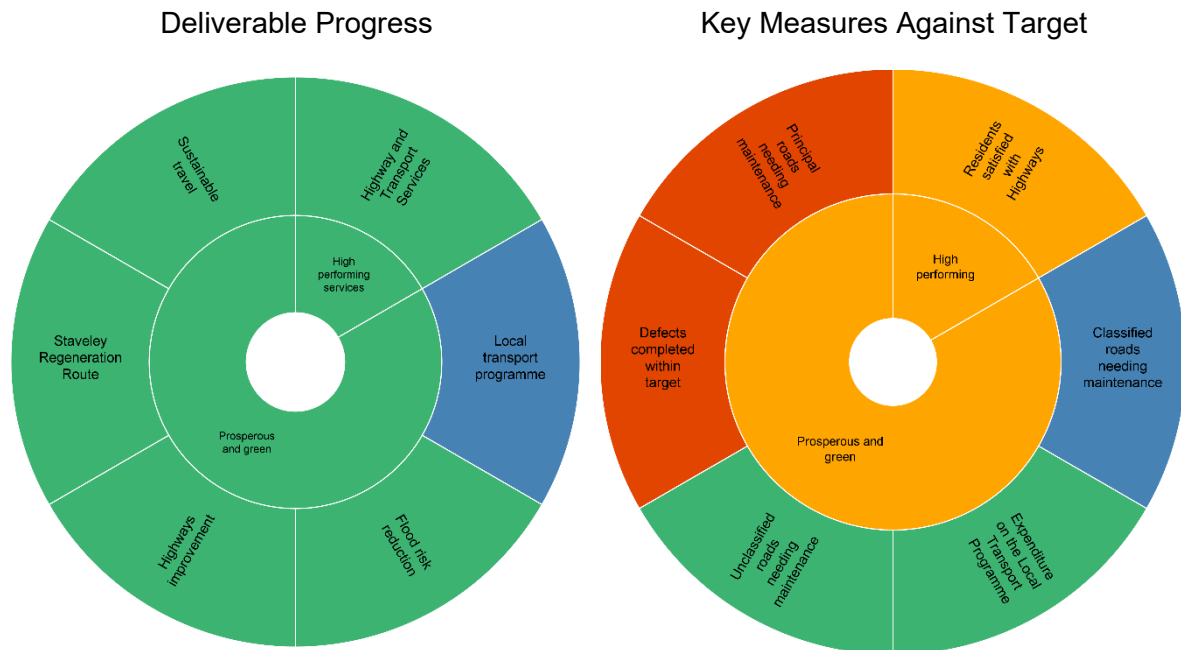 Deliverable Progress
Key Measures Against Target
Sustainable
travel
Highway and
Transport
Services
High
performing
services
Staveley
Regeneration
Route
Local
transport
programme
Prosperous
and green
Highways
improvement
Flood risk
reduction
Principal
roads
needing
maintenance
Residents
satisfied
with
Highways
High
performing
Defects
completed
within
target
Classified
roads
needing
maintenance
Prosperous and
green
Unclassified
roads
needing
maintenance
Expenditure
on the Local
Transport
Programme